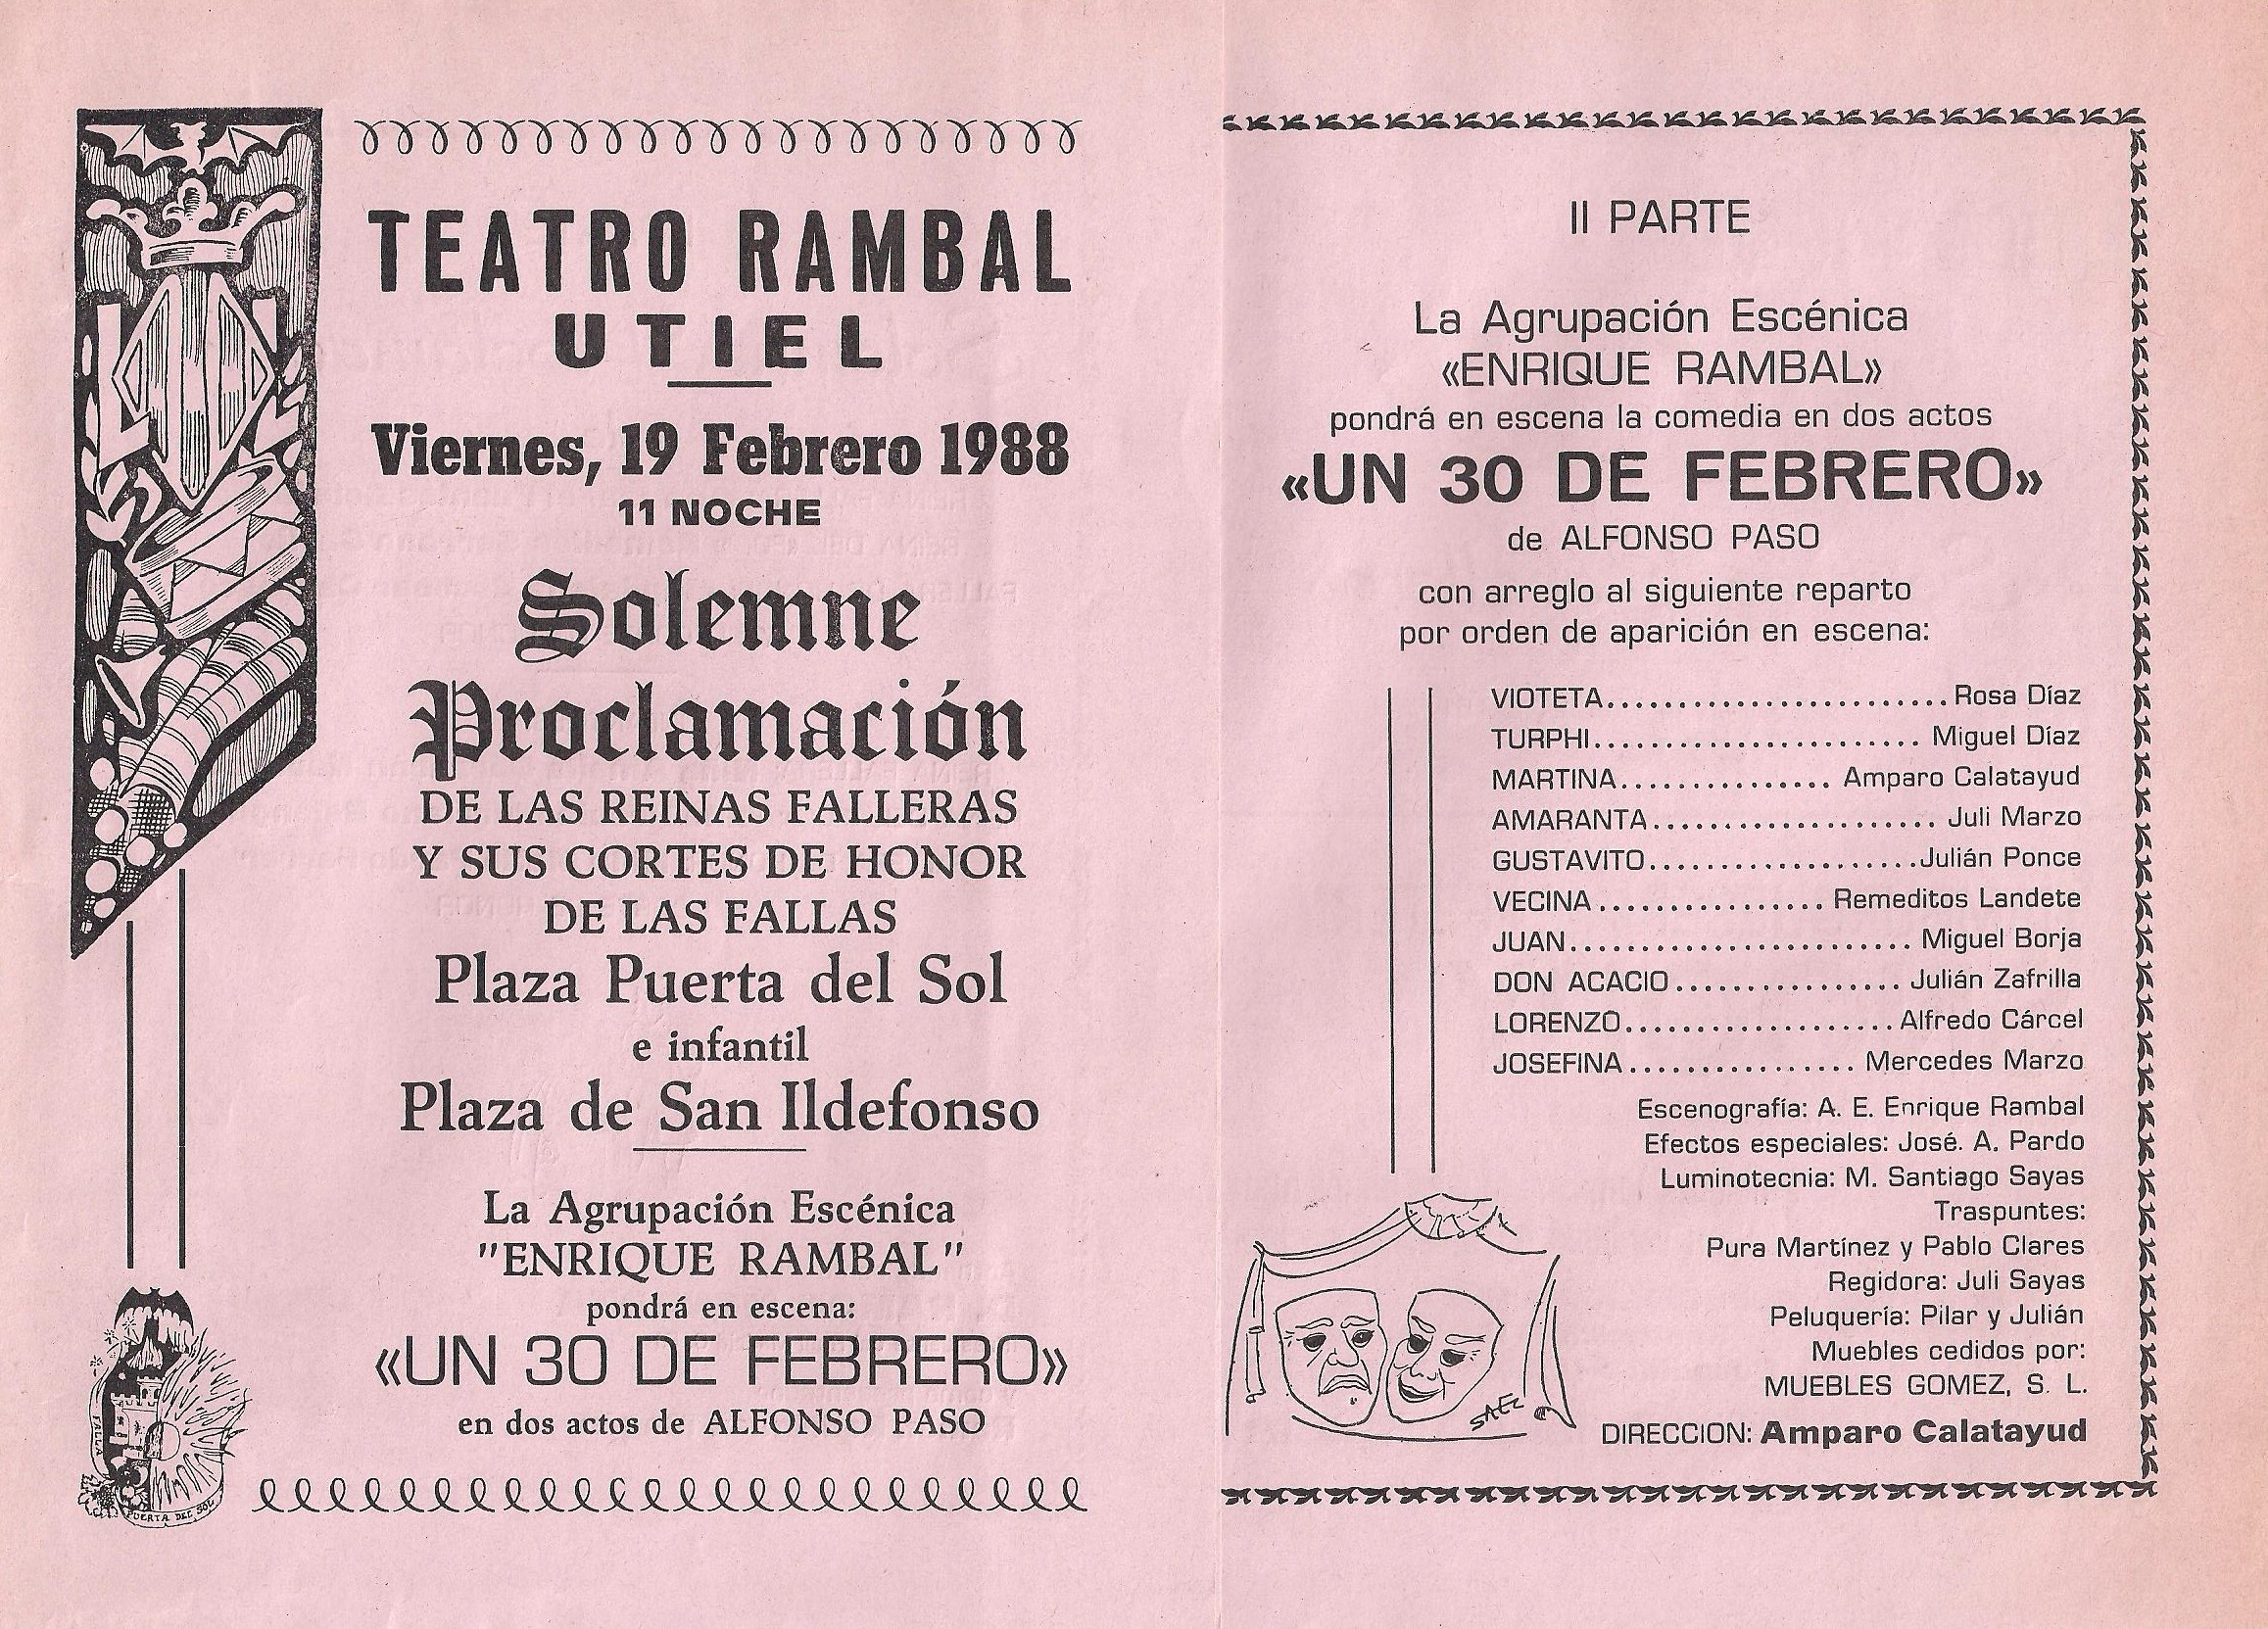 TEATRO RAMBAL
UTIEL
Viernes, 19 Febrero 1988
11 NOCHE
Solemne
Proclamación
DE LAS REINAS FALLERAS
Y SUS CORTES DE HONOR
DE LAS FALLAS
Plaza Puerta del Sol
e infantil
Plaza de San Ildefonso
La Agrupación Escénica
"ENRIQUE RAMBAL"
pondrá en escena:
«UN 30 DE FEBRERO»
en dos actos de ALFONSO PASO
FALLA
PUERTA DEL SOL
II PARTE
La Agrupación Escénica
«ENRIQUE RAMBAL»
pondrá en escena la comedia en dos actos
«UN 30 DE FEBRERO»
de ALFONSO PASO
con arreglo al siguiente reparto
por orden de aparición en escena:
VIOTETA........................Rosa Díaz
TURPHI....................... Miguel Díaz
MARTINA............... Amparo Calatayud
AMARANTA.................... Juli Marzo
GUSTAVITO...................Julián Ponce
VECINA ................ Remeditos Landete
JUAN........................ Miguel Borja
DON ACACIO................ Julián Zafrilla
LORENZO...................Alfredo Cárcel
JOSEFINA................ Mercedes Marzo
Escenografía: A. E. Enrique Rambal
Efectos especiales: José. A. Pardo
Luminotecnia: M. Santiago Sayas
Traspuntes:
Pura Martínez y Pablo Clares
Regidora: Juli Sayas
Peluquería: Pilar y Julián
Muebles cedidos por:
MUEBLES GOMEZ, S. L.
DIRECCION: Amparo Calatayud
SAEZ